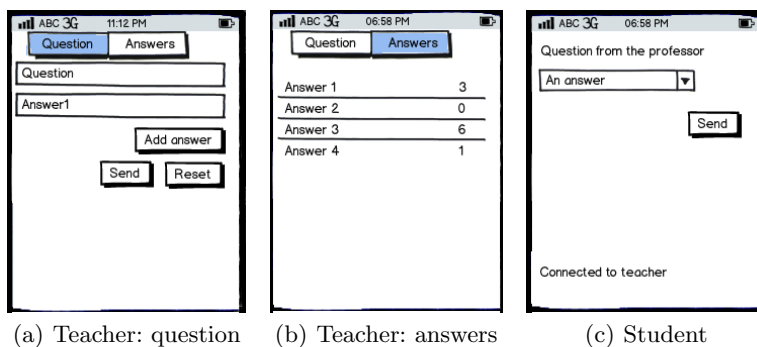 ABC 3G 11:12 PM
Question Answers
Question
Answer1
Add answer
Send Reset
(a) Teacher: question
ABC 3G 06:58 PM
Question Answers
Answer 1 3
Answer 2 0
Answer 3 6
Answer 4 1
(b) Teacher: answers
ABC 3G 06:58 PM
Question from the professor
An answer
Send
Connected to teacher
(c) Student